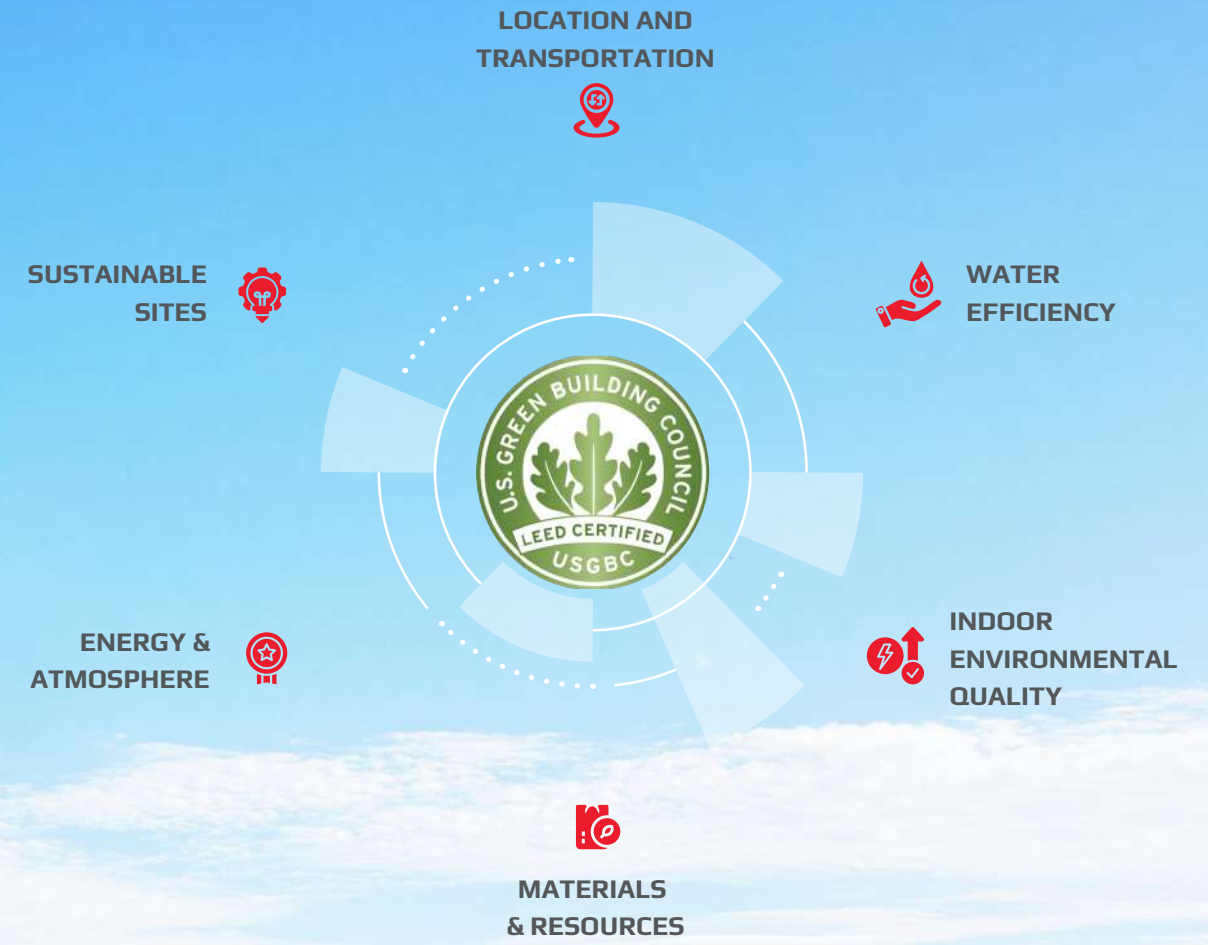 LOCATION AND
TRANSPORTATION
SUSTAINABLE
SITES
WATER
EFFICIENCY
U.S. GREEN BUILDING COUNCIL
LEED CERTIFIED
USGBC
ENERGY &
ATMOSPHERE
INDOOR
ENVIRONMENTAL
QUALITY
MATERIALS
& RESOURCES